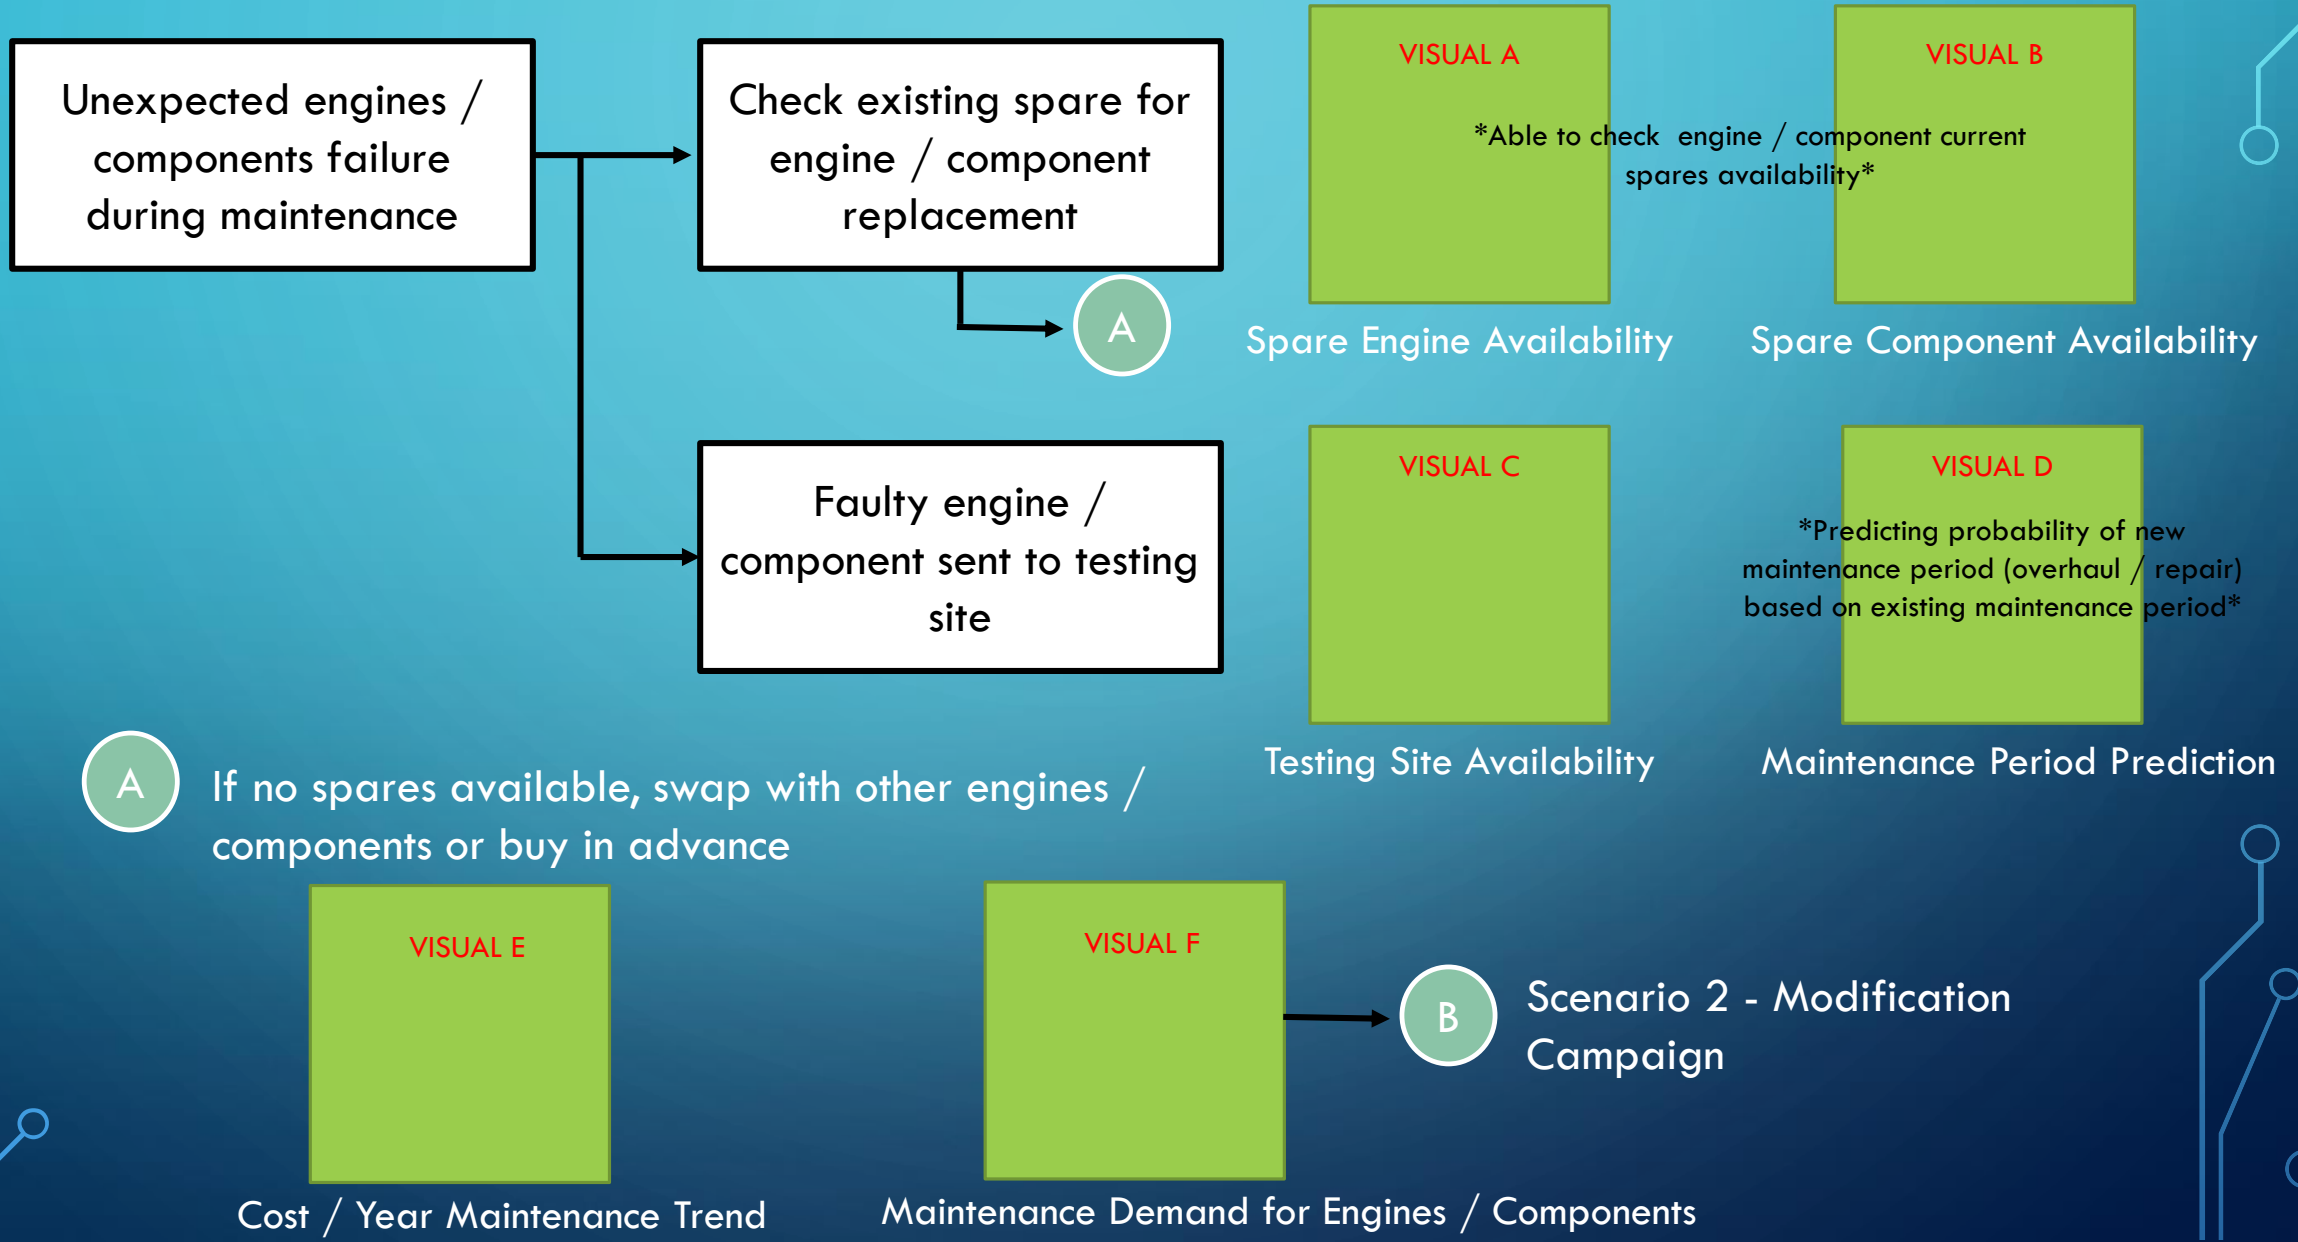 Unexpected engines /
components failure
during maintenance
Check existing spare for
engine / component
replacement
A
VISUAL A
VISUAL B
*Able to check  engine / component current
spares availability*
Spare Engine Availability
Spare Component Availability
Faulty engine /
component sent to testing
site
VISUAL C
VISUAL D
*Predicting probability of new
maintenance period (overhaul / repair)
based on existing maintenance period*
Testing Site Availability
Maintenance Period Prediction
A
If no spares available, swap with other engines /
components or buy in advance
VISUAL E
Cost / Year Maintenance Trend
VISUAL F
Maintenance Demand for Engines / Components
B
Scenario 2 - Modification
Campaign